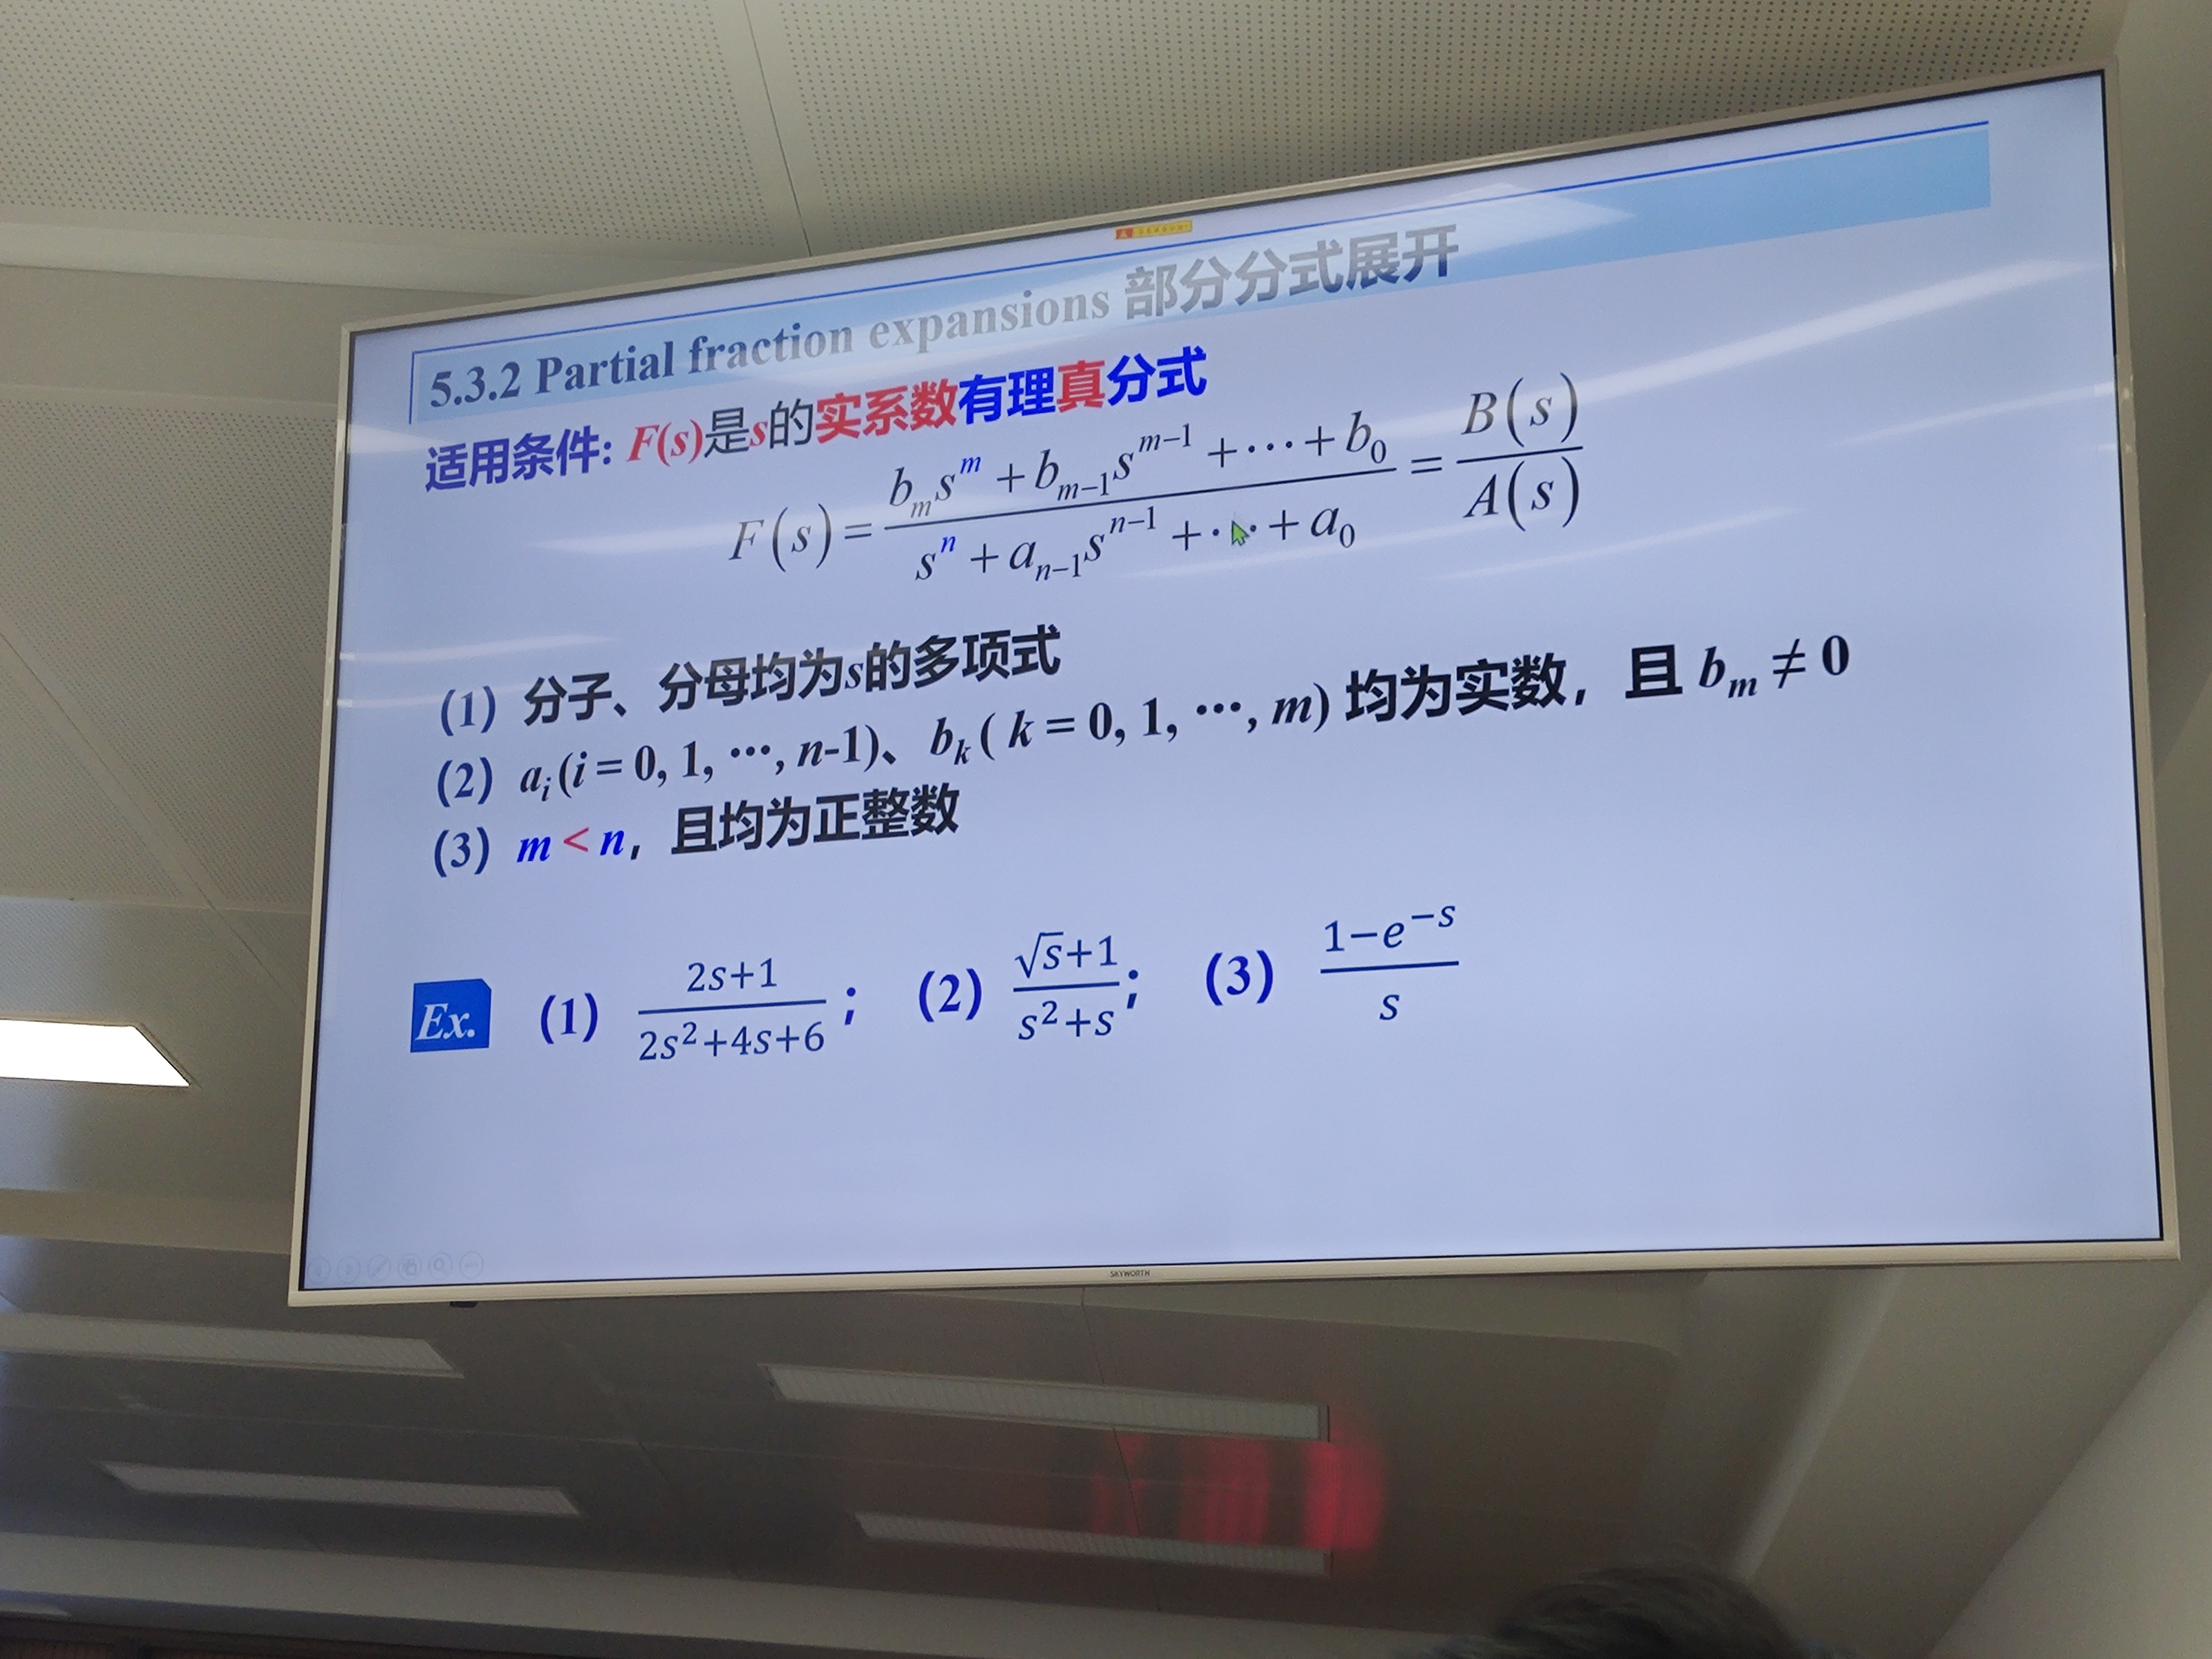 5.3.2 Partial fraction expansions 部分分式展开
适用条件: F(s)是s的实系数有理真分式
F(s) = (b_m s^m + b_{m-1} s^{m-1} + ⋯ + b_0) / (s^n + a_{n-1} s^{n-1} + ⋯ + a_0) = B(s) / A(s)
(1) 分子、分母均为s的多项式
(2) a_i (i = 0, 1, ⋯, n-1)、b_k ( k = 0, 1, ⋯, m) 均为实数，且 b_m ≠ 0
(3) m < n，且均为正整数
Ex. (1) (2s+1) / (2s²+4s+6) ; (2) (√s+1) / (s²+s) ; (3) (1−e^{−s}) / s
SKYWORTH